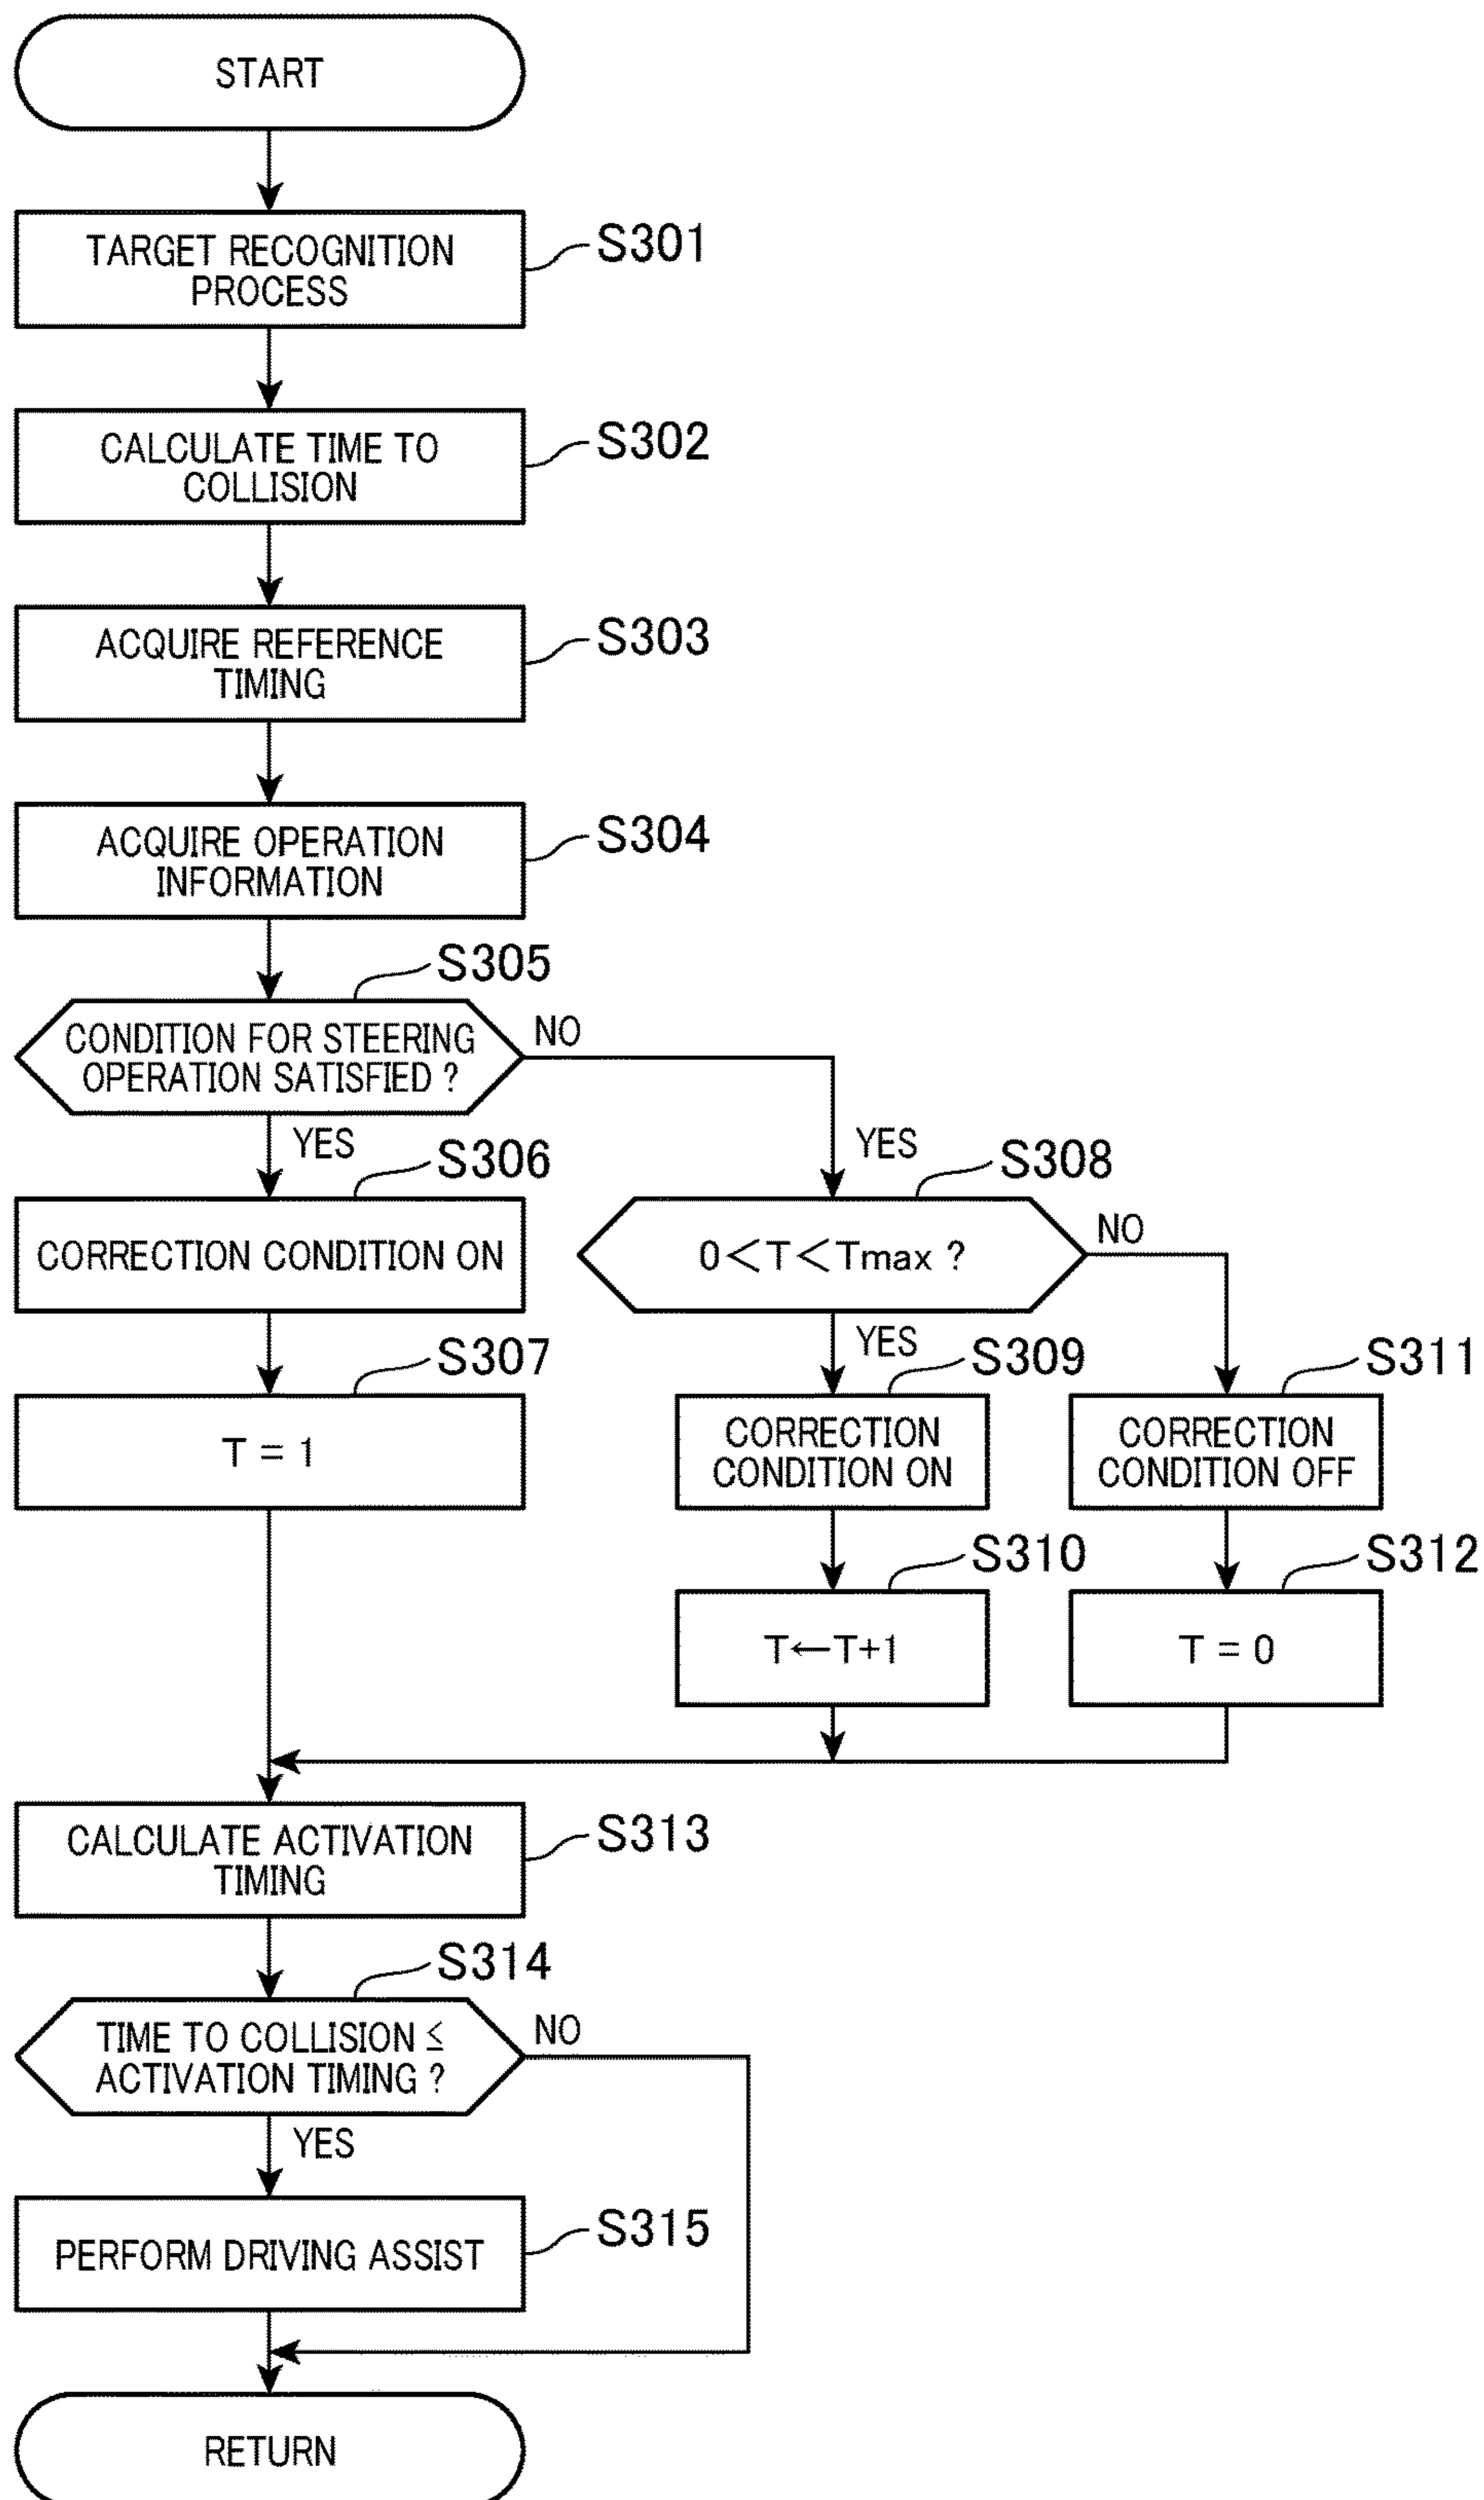 START
TARGET RECOGNITION
PROCESS
S301
CALCULATE TIME TO
COLLISION
S302
ACQUIRE REFERENCE
TIMING
S303
ACQUIRE OPERATION
INFORMATION
S304
S305
CONDITION FOR STEERING
OPERATION SATISFIED ?
NO
YES
YES
S306
CORRECTION CONDITION ON
S308
0<T<Tmax ?
NO
YES
S307
T = 1
S309
CORRECTION
CONDITION ON
S311
CORRECTION
CONDITION OFF
S310
T←T+1
S312
T = 0
CALCULATE ACTIVATION
TIMING
S313
S314
TIME TO COLLISION ≤
ACTIVATION TIMING ?
NO
YES
PERFORM DRIVING ASSIST
S315
RETURN